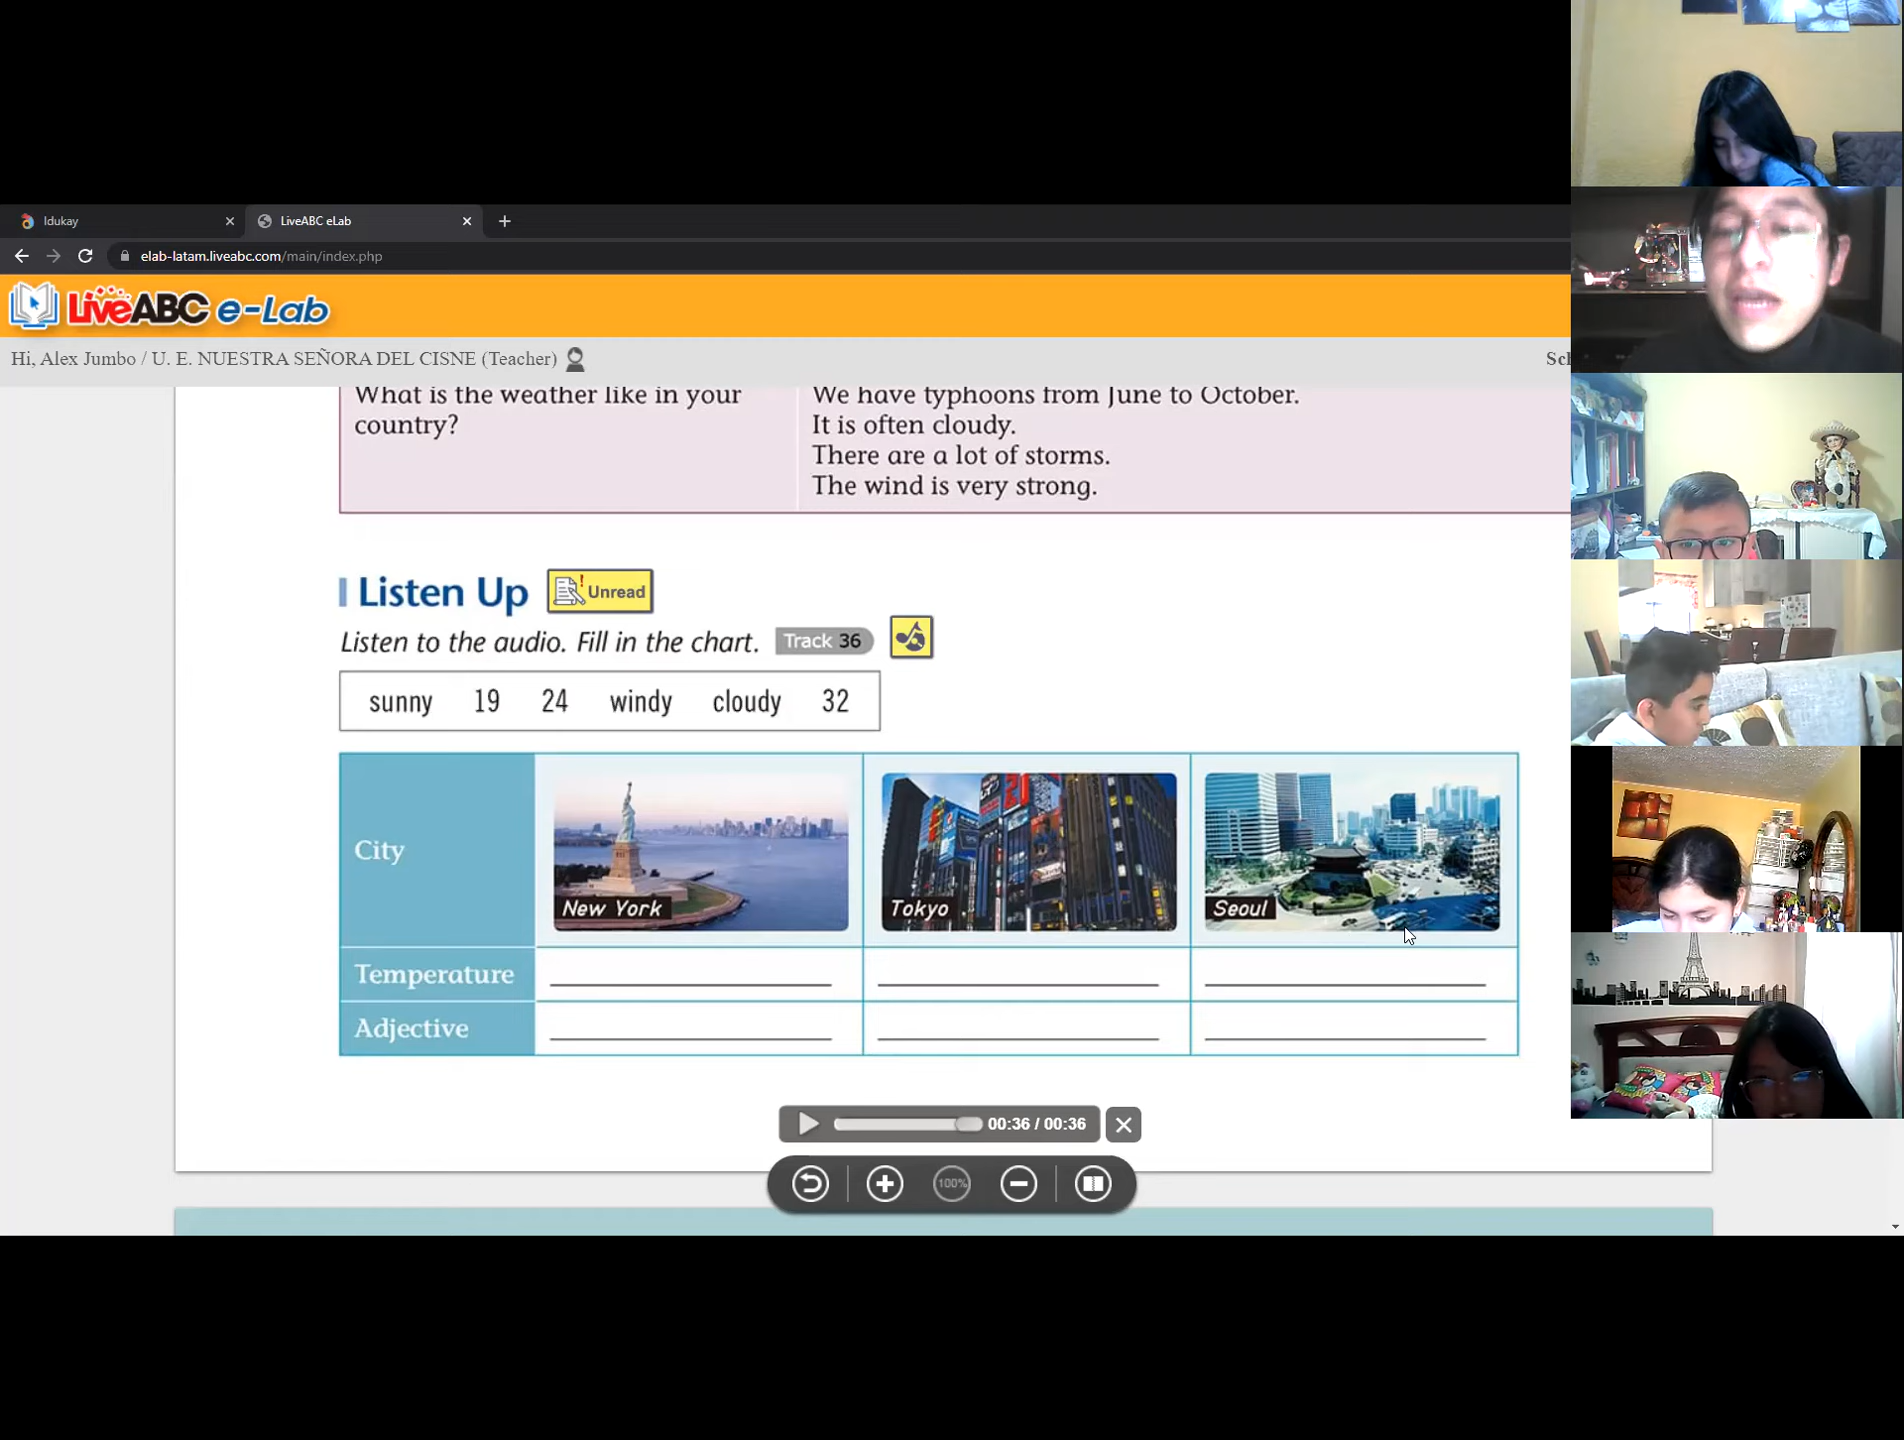 Idukay
LiveABC eLab
elab-latam.liveabc.com/main/index.php
LiveABC e-Lab
Hi, Alex Jumbo / U. E. NUESTRA SEÑORA DEL CISNE (Teacher)
Sch
What is the weather like in your
country?
We have typhoons from June to October.
It is often cloudy.
There are a lot of storms.
The wind is very strong.
Listen Up
! Unread
Listen to the audio. Fill in the chart. Track 36
sunny 19 24 windy cloudy 32
City
New York
Tokyo
Seoul
Temperature
Adjective
00:36 / 00:36
100%